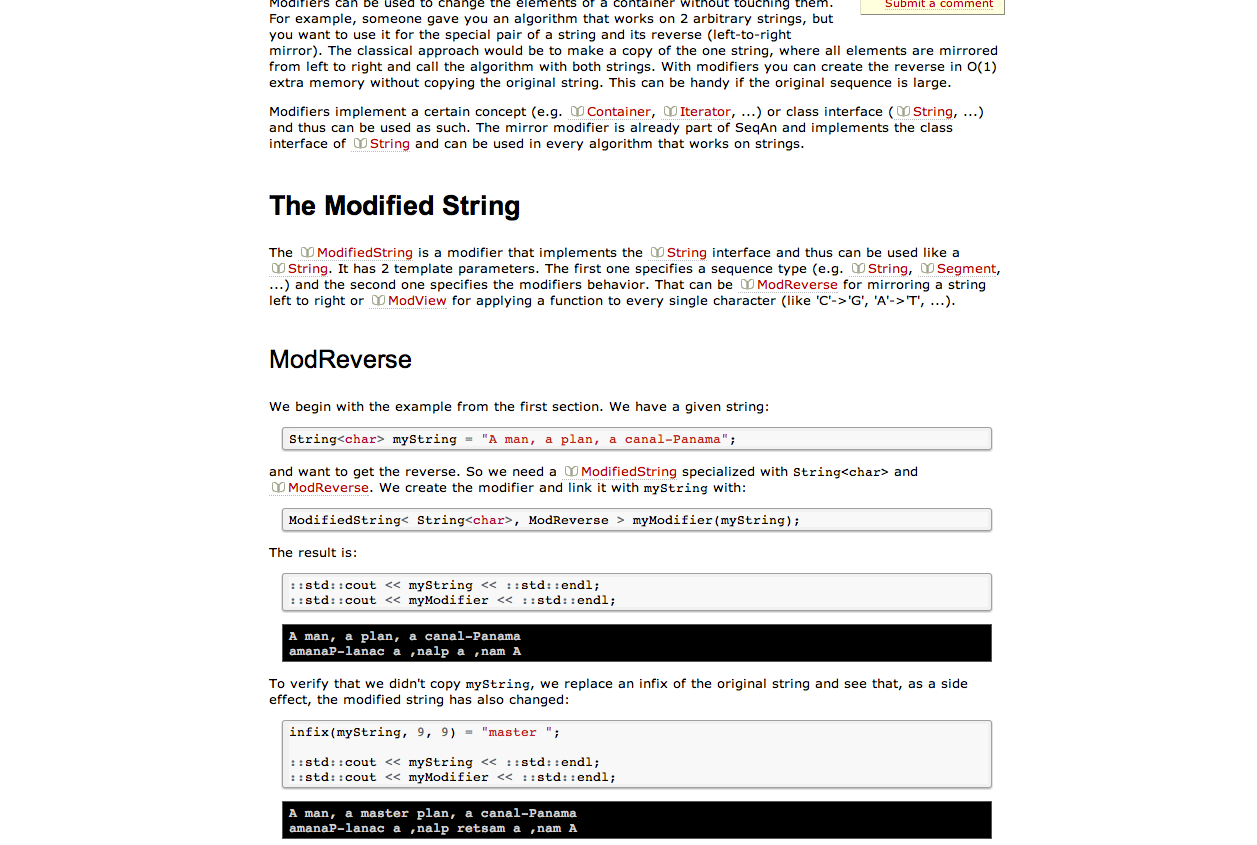 Modifiers can be used to change the elements of a container without touching them.
Submit a comment
For example, someone gave you an algorithm that works on 2 arbitrary strings, but
you want to use it for the special pair of a string and its reverse (left-to-right
mirror). The classical approach would be to make a copy of the one string, where all elements are mirrored
from left to right and call the algorithm with both strings. With modifiers you can create the reverse in O(1)
extra memory without copying the original string. This can be handy if the original sequence is large.
Modifiers implement a certain concept (e.g. Container, Iterator, ...) or class interface ( String, ...)
and thus can be used as such. The mirror modifier is already part of SeqAn and implements the class
interface of String and can be used in every algorithm that works on strings.
The Modified String
The ModifiedString is a modifier that implements the String interface and thus can be used like a
String. It has 2 template parameters. The first one specifies a sequence type (e.g. String, Segment,
...) and the second one specifies the modifiers behavior. That can be ModReverse for mirroring a string
left to right or ModView for applying a function to every single character (like 'C'->'G', 'A'->'T', ...).
ModReverse
We begin with the example from the first section. We have a given string:
String<char> myString = "A man, a plan, a canal-Panama";
and want to get the reverse. So we need a ModifiedString specialized with String<char> and
ModReverse. We create the modifier and link it with myString with:
ModifiedString< String<char>, ModReverse > myModifier(myString);
The result is:
::std::cout << myString << ::std::endl;
::std::cout << myModifier << ::std::endl;
A man, a plan, a canal-Panama
amanaP-lanac a ,nalp a ,nam A
To verify that we didn't copy myString, we replace an infix of the original string and see that, as a side
effect, the modified string has also changed:
infix(myString, 9, 9) = "master ";
::std::cout << myString << ::std::endl;
::std::cout << myModifier << ::std::endl;
A man, a master plan, a canal-Panama
amanaP-lanac a ,nalp retsam a ,nam A